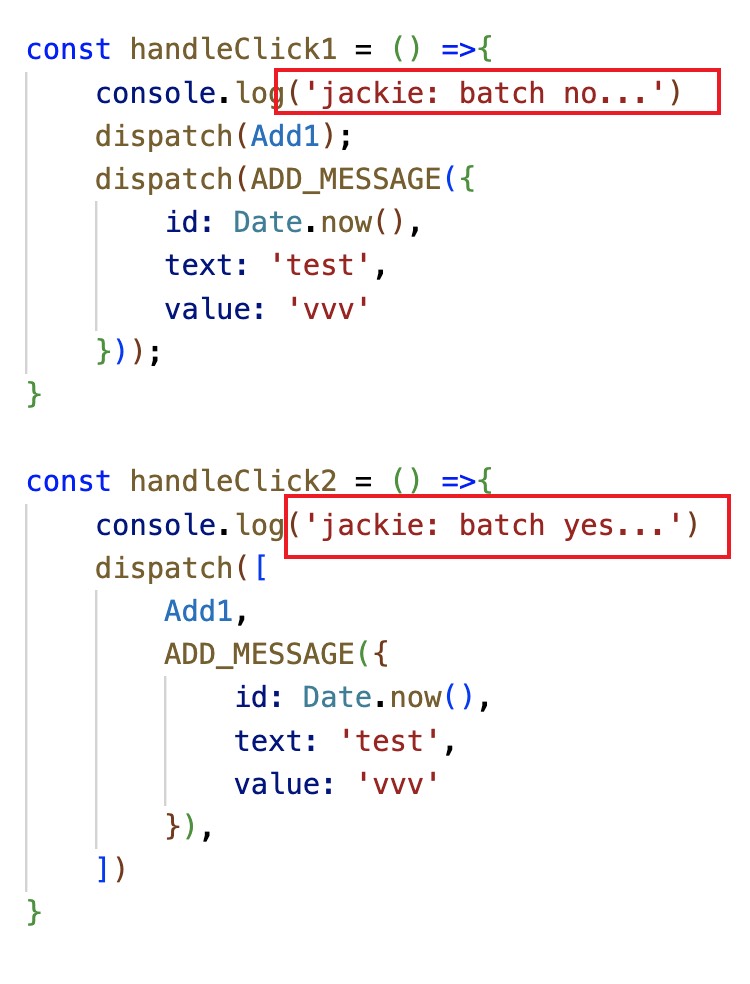 const handleClick1 = () =>{
    console.log('jackie: batch no...')
    dispatch(Add1);
    dispatch(ADD_MESSAGE({
        id: Date.now(),
        text: 'test',
        value: 'vvv'
    }));
}

const handleClick2 = () =>{
    console.log('jackie: batch yes...')
    dispatch([
        Add1,
        ADD_MESSAGE({
            id: Date.now(),
            text: 'test',
            value: 'vvv'
        }),
    ])
}